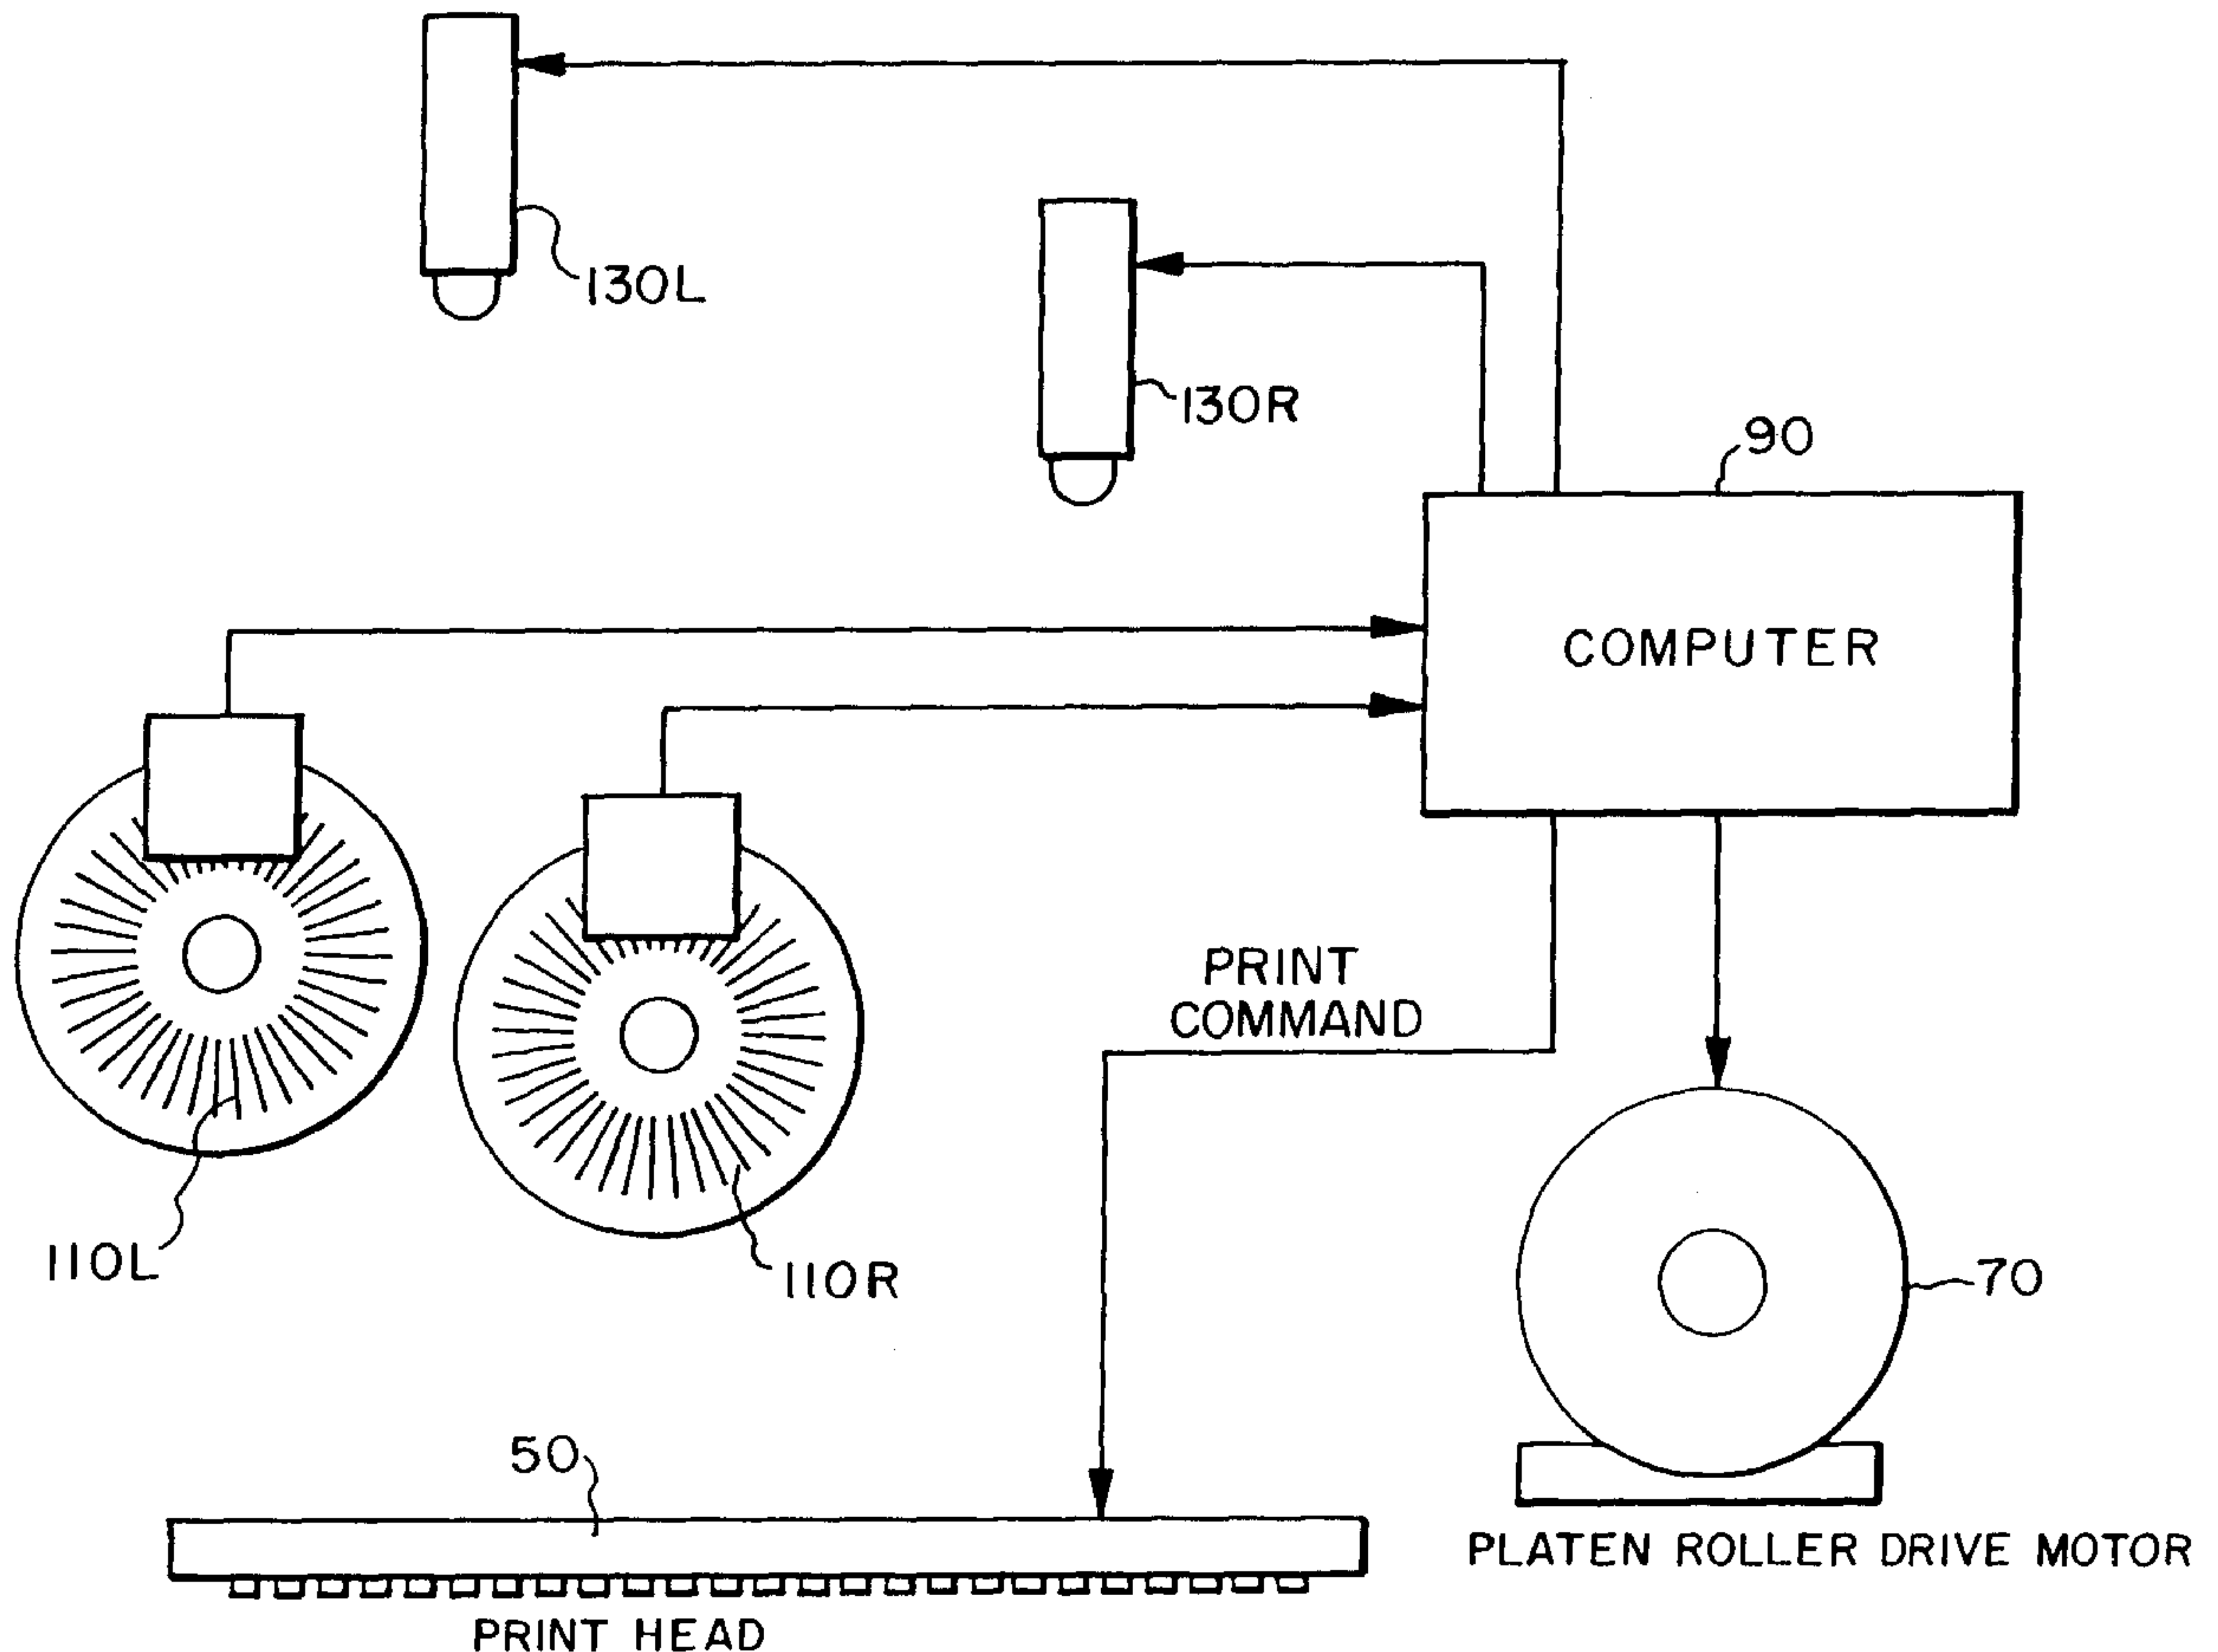 130L
130R
90
COMPUTER
PRINT
COMMAND
110L
110R
70
50
PLATEN ROLLER DRIVE MOTOR
PRINT HEAD